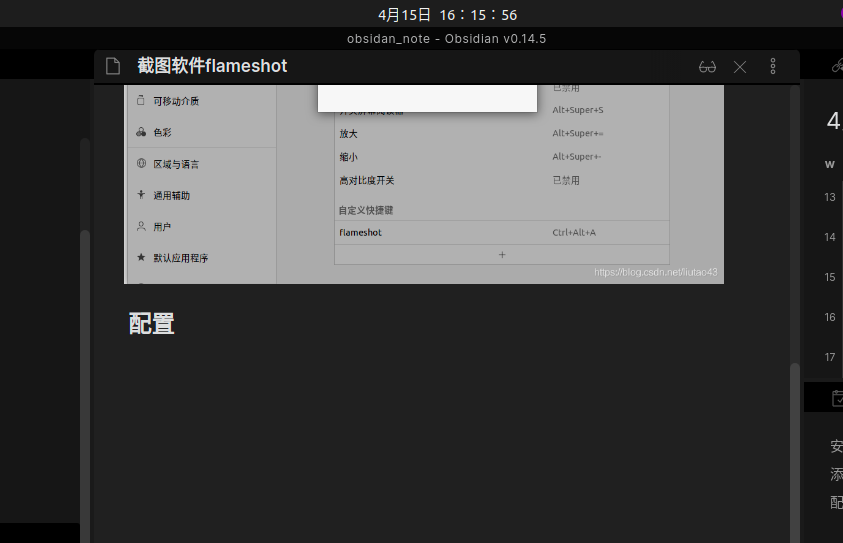 4月15日 16：15：56
obsidan_note - Obsidian v0.14.5
截图软件flameshot
已禁用
可移动介质
Alt+Super+S
色彩
放大
Alt+Super+=
缩小
Alt+Super+-
区域与语言
高对比度开关
已禁用
通用辅助
自定义快捷键
用户
flameshot
Ctrl+Alt+A
默认应用程序
+
https://blog.csdn.net/liutao43
配置
4
W
13
14
15
16
17
安
添
配